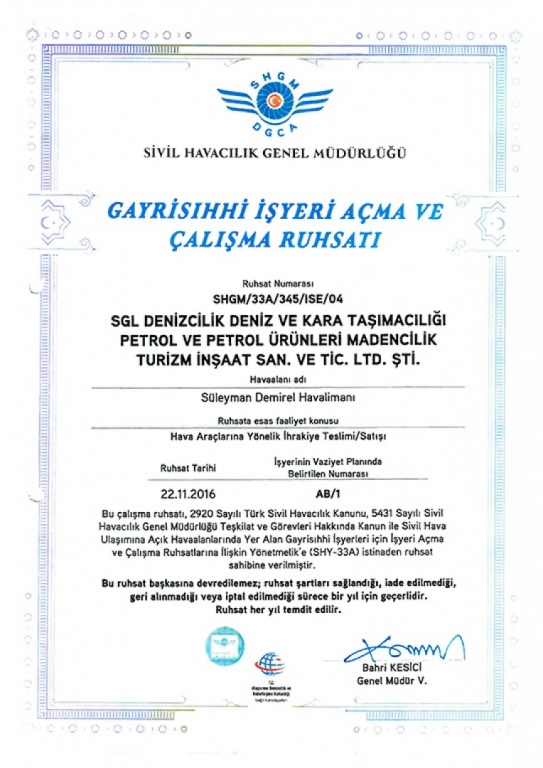 SHGM
DGCA
SİVİL HAVACILIK GENEL MÜDÜRLÜĞÜ
GAYRİSIHHİ İŞYERİ AÇMA VE
ÇALIŞMA RUHSATI
Ruhsat Numarası
SHGM/33A/345/ISE/04
SGL DENİZCİLİK DENİZ VE KARA TAŞIMACILIĞI
PETROL VE PETROL ÜRÜNLERİ MADENCİLİK
TURİZM İNŞAAT SAN. VE TİC. LTD. ŞTİ.
Havaalanı adı
Süleyman Demirel Havalimanı
Ruhsata esas faaliyet konusu
Hava Araçlarına Yönelik İhrakiye Teslimi/Satışı
Ruhsat Tarihi
İşyerinin Vaziyet Planında
Belirtilen Numarası
22.11.2016
AB/1
Bu çalışma ruhsatı, 2920 Sayılı Türk Sivil Havacılık Kanunu, 5431 Sayılı Sivil
Havacılık Genel Müdürlüğü Teşkilat ve Görevleri Hakkında Kanun ile Sivil Hava
Ulaşımına Açık Havaalanlarında Yer Alan Gayrisıhhi İşyerleri için İşyeri Açma
ve Çalışma Ruhsatlarına İlişkin Yönetmelik'e (SHY-33A) istinaden ruhsat
sahibine verilmiştir.
Bu ruhsat başkasına devredilemez; ruhsat şartları sağlandığı, iade edilmediği,
geri alınmadığı veya iptal edilmediği sürece bir yıl için geçerlidir.
Ruhsat her yıl temdit edilir.
Bahri KESİCİ
Genel Müdür V.
T.C.
Ulaştırma Denizcilik ve
Haberleşme Bakanlığı